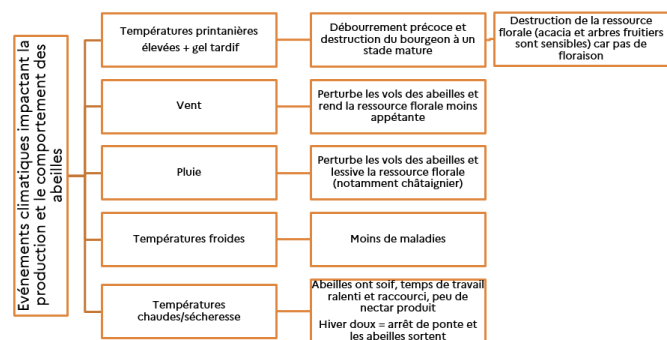 Evénements climatiques impactant la
production et le comportement des
abeilles
Températures printanières
élevées + gel tardif
Débourrement précoce et
destruction du bourgeon à un
stade mature
Destruction de la ressource
florale (acacia et arbres fruitiers
sont sensibles) car pas de
floraison
Vent
Perturbe les vols des abeilles et
rend la ressource florale moins
appétante
Pluie
Perturbe les vols des abeilles et
lessive la ressource florale
(notamment châtaignier)
Températures froides
Moins de maladies
Températures
chaudes/sécheresse
Abeilles ont soif, temps de travail
ralenti et raccourci, peu de
nectar produit
Hiver doux = arrêt de ponte et
les abeilles sortent